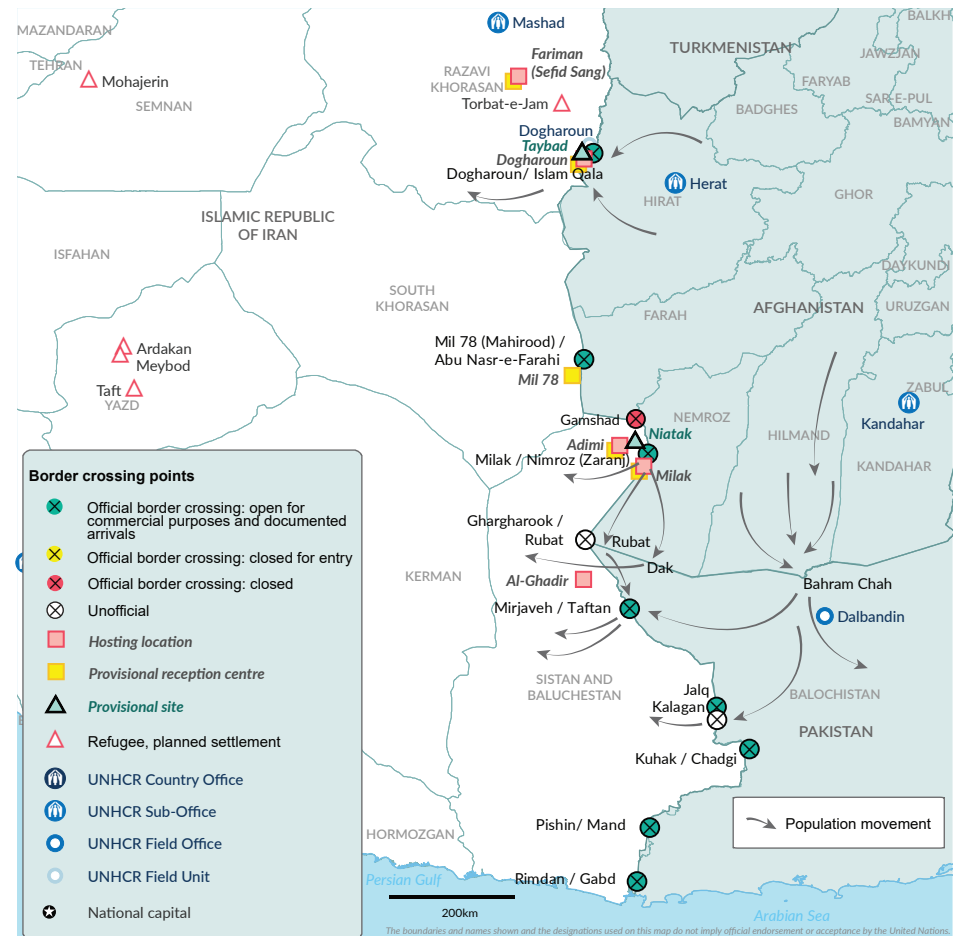 MAZANDARAN
TEHRAN
Mohajerin
SEMNAN
Mashad
Fariman
(Sefid Sang)
RAZAVI
KHORASAN
Torbat-e-Jam
Dogharoun
Taybad
Dogharoun
Dogharoun/ Islam Qala
TURKMENISTAN
BALKH
JAWZJAN
FARYAB
SAR-E-PUL
BADGHES
BAMYAN
Herat
HIRAT
GHOR
ISLAMIC REPUBLIC
OF IRAN
ISFAHAN
SOUTH
KHORASAN
DAYKUNDI
AFGHANISTAN
URUZGAN
FARAH
Mil 78 (Mahirood) /
Abu Nasr-e-Farahi
Mil 78
Ardakan
Meybod
Taft
YAZD
ZABUL
Kandahar
KANDAHAR
HILMAND
NEMROZ
Gamshad
Niatak
Adimi
Milak / Nimroz (Zaranj)
Milak
Ghargharook /
Rubat
Rubat
Dak
KERMAN
Al-Ghadir
Bahram Chah
Mirjaveh / Taftan
Dalbandin
SISTAN AND
BALUCHESTAN
Jalq
Kalagan
BALOCHISTAN
PAKISTAN
Kuhak / Chadgi
Pishin/ Mand
HORMOZGAN
Rimdan / Gabd
Persian Gulf
Arabian Sea
200km
Population movement
Border crossing points
Official border crossing: open for
commercial purposes and documented
arrivals
Official border crossing: closed for entry
Official border crossing: closed
Unofficial
Hosting location
Provisional reception centre
Provisional site
Refugee, planned settlement
UNHCR Country Office
UNHCR Sub-Office
UNHCR Field Office
UNHCR Field Unit
National capital
The boundaries and names shown and the designations used on this map do not imply official endorsement or acceptance by the United Nations.